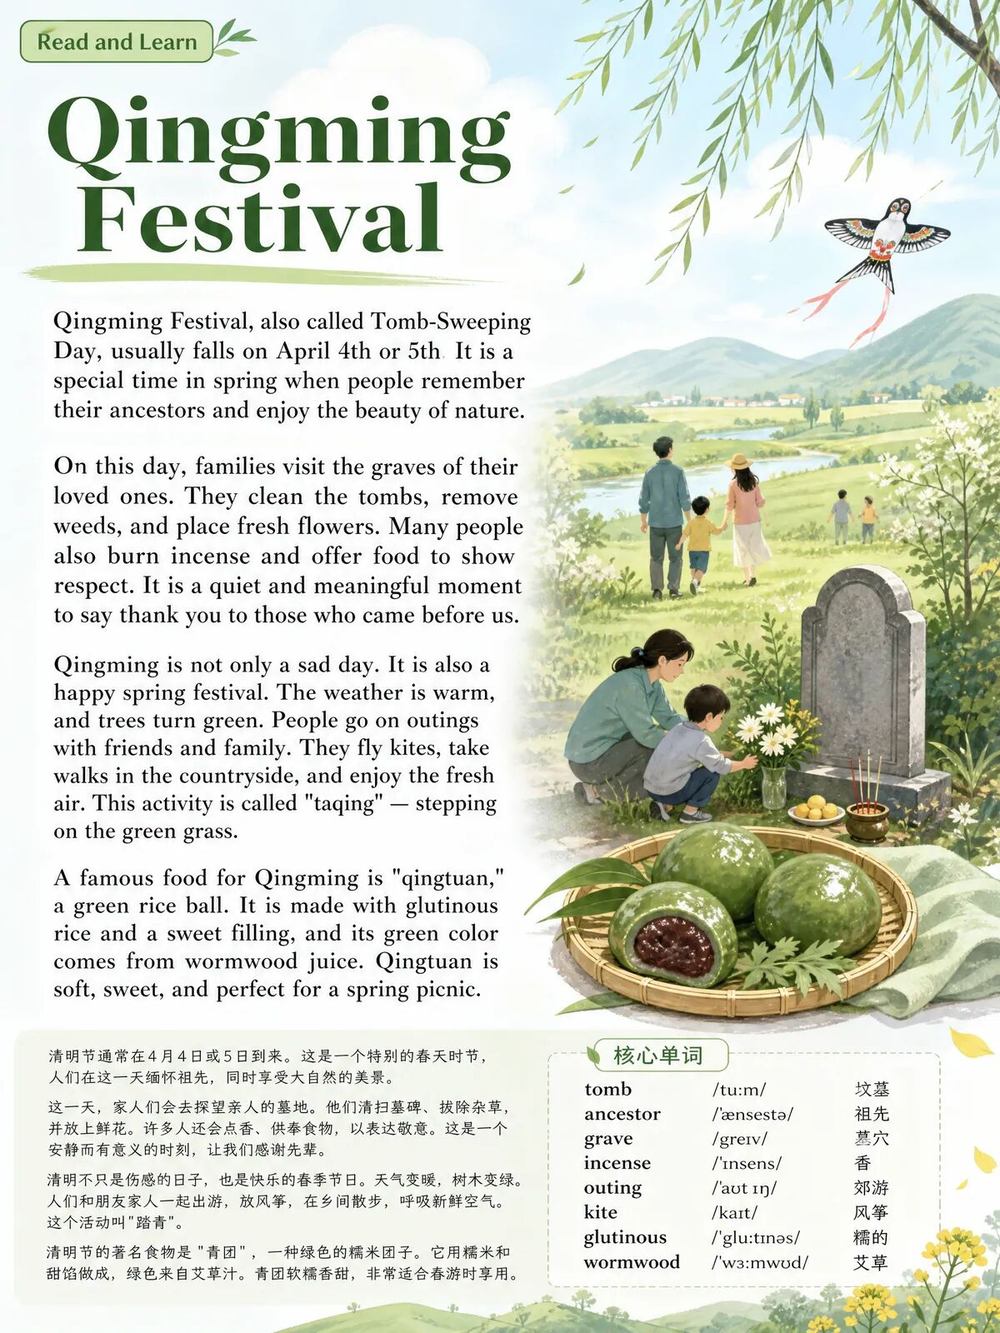 Read and Learn
Qingming
Festival
Qingming Festival, also called Tomb-Sweeping
Day, usually falls on April 4th or 5th. It is a
special time in spring when people remember
their ancestors and enjoy the beauty of nature.
On this day, families visit the graves of their
loved ones. They clean the tombs, remove
weeds, and place fresh flowers. Many people
also burn incense and offer food to show
respect. It is a quiet and meaningful moment
to say thank you to those who came before us.
Qingming is not only a sad day. It is also a
happy spring festival. The weather is warm,
and trees turn green. People go on outings
with friends and family. They fly kites, take
walks in the countryside, and enjoy the fresh
air. This activity is called "taqing" — stepping
on the green grass.
A famous food for Qingming is "qingtuan,"
a green rice ball. It is made with glutinous
rice and a sweet filling, and its green color
comes from wormwood juice. Qingtuan is
soft, sweet, and perfect for a spring picnic.
清明节通常在4月4日或5日到来。这是一个特别的春天时节，
人们在这一天缅怀祖先，同时享受大自然的美景。
这一天，家人们会去探望亲人的墓地。他们清扫墓碑、拔除杂草，
并放上鲜花。许多人还会点香、供奉食物，以表达敬意。这是一个
安静而有意义的时刻，让我们感谢先辈。
清明不只是伤感的日子，也是快乐的春季节日。天气变暖，树木变绿。
人们和朋友家人一起出游，放风筝，在乡间散步，呼吸新鲜空气。
这个活动叫"踏青"。
清明节的著名食物是 "青团" ，一种绿色的糯米团子。它用糯米和
甜馅做成，绿色来自艾草汁。青团软糯香甜，非常适合春游时享用。
核心单词
tomb /tu:m/ 坟墓
ancestor /'ænsestə/ 祖先
grave /greɪv/ 墓穴
incense /'ɪnsens/ 香
outing /'aʊt ɪŋ/ 郊游
kite /kaɪt/ 风筝
glutinous /'glu:tɪnəs/ 糯的
wormwood /'wɜ:mwʊd/ 艾草